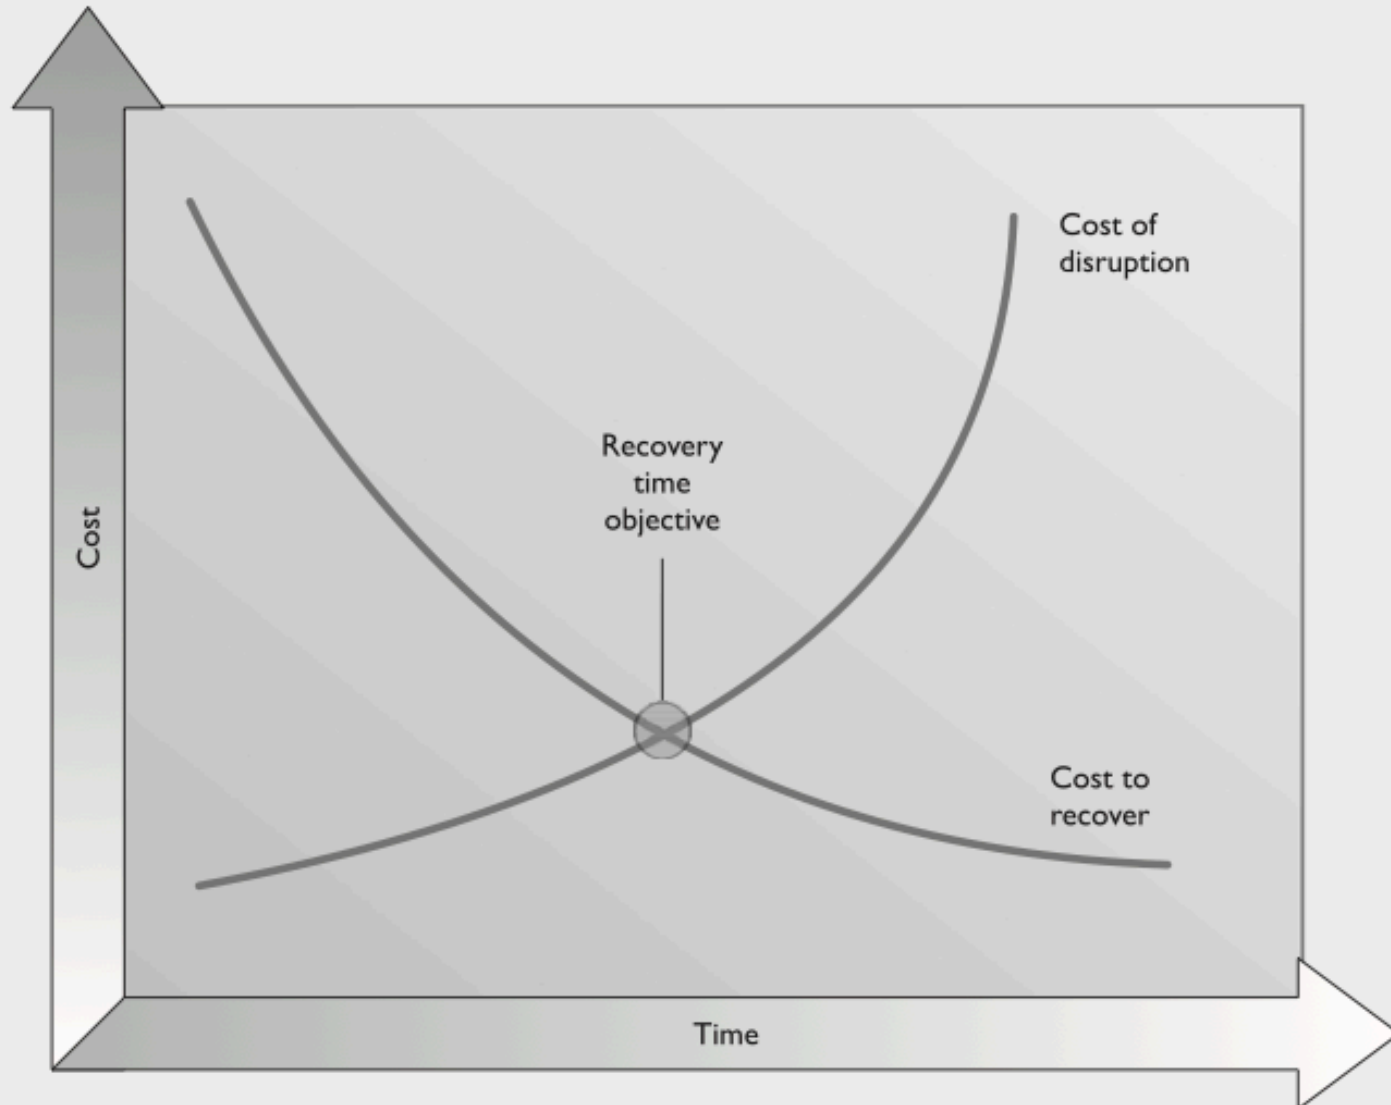 Cost of
disruption
Recovery
time
objective
Cost
Cost to
recover
Time